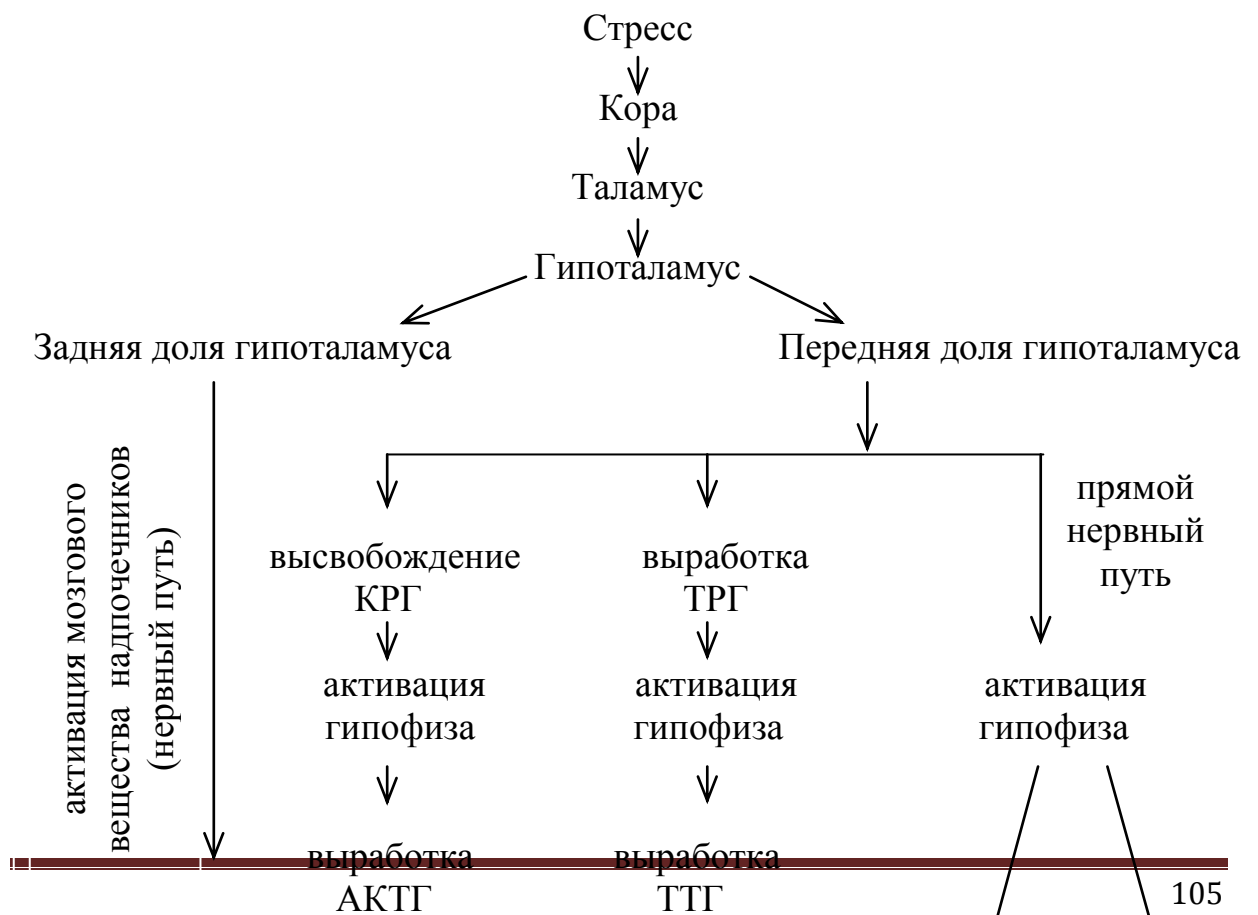 Стресс
Кора
Таламус
Гипоталамус
Задняя доля гипоталамуса
Передняя доля гипоталамуса
активация мозгового
вещества надпочечников
(нервный путь)
высвобождение
КРГ
активация
гипофиза
выработка
АКТГ
выработка
ТРГ
активация
гипофиза
выработка
ТТГ
прямой
нервный
путь
активация
гипофиза
105